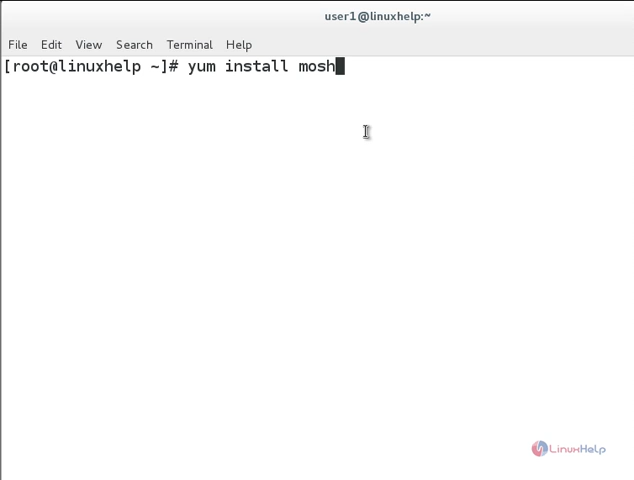 user1@linuxhelp:~
File Edit View Search Terminal Help
[root@linuxhelp ~]# yum install mosh
LinuxHelp